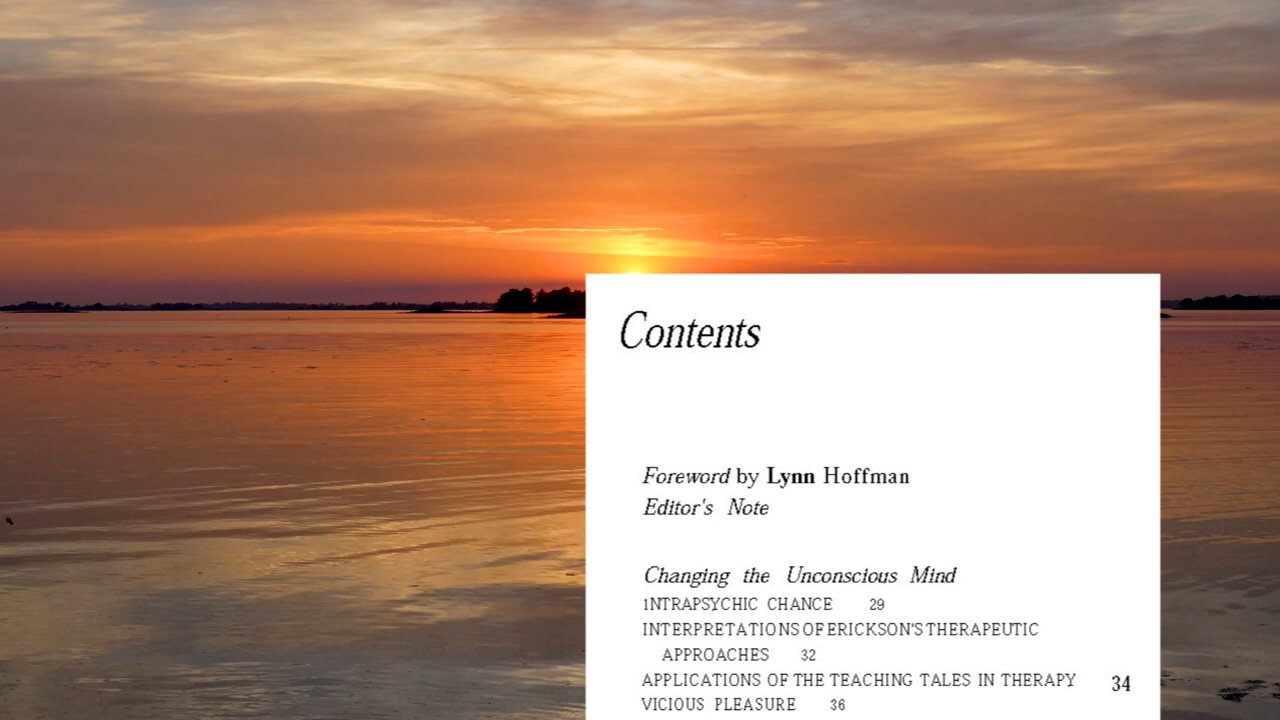 Contents
Foreword by Lynn Hoffman
Editor's Note
Changing the Unconscious Mind
1NTRAPSYCHIC CHANCE 29
INTERPRETATIONS OF ERICKSON'S THERAPEUTIC
APPROACHES 32
APPLICATIONS OF THE TEACHING TALES IN THERAPY 34
VICIOUS PLEASURE 36